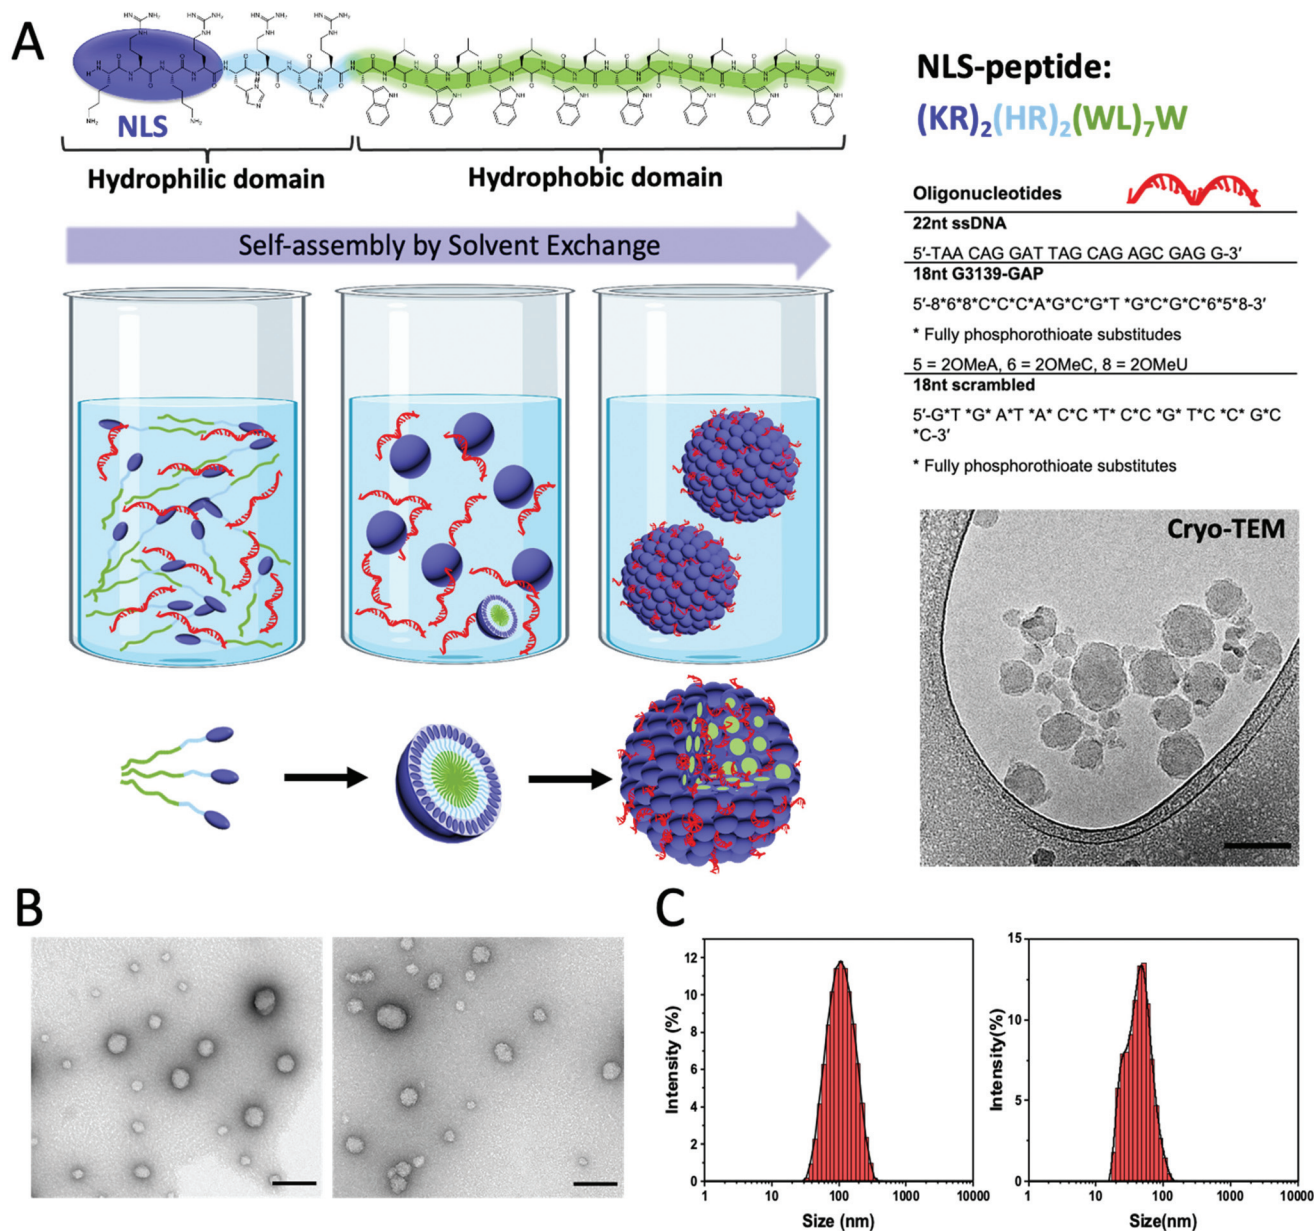 A
NLS
Hydrophilic domain
Hydrophobic domain
NLS-peptide:
(KR)₂(HR)₂(WL)₇W
Self-assembly by Solvent Exchange
Oligonucleotides
22nt ssDNA
5′-TAA CAG GAT TAG CAG AGC GAG G-3′
18nt G3139-GAP
5′-8*6*8*C*C*C*A*G*C*G*T *G*C*G*C*6*5*8-3′
* Fully phosphorothioate substitudes
5 = 2OMeA, 6 = 2OMeC, 8 = 2OMeU
18nt scrambled
5′-G*T *G* A*T *A* C*C *T* C*C *G* T*C *C* G*C
*C-3′
* Fully phosphorothioate substitutes
Cryo-TEM
B
C
12
10
8
6
4
2
0
Intensity (%)
1
10
100
1000
10000
Size (nm)
15
10
5
0
Intensity(%)
1
10
100
1000
10000
Size(nm)